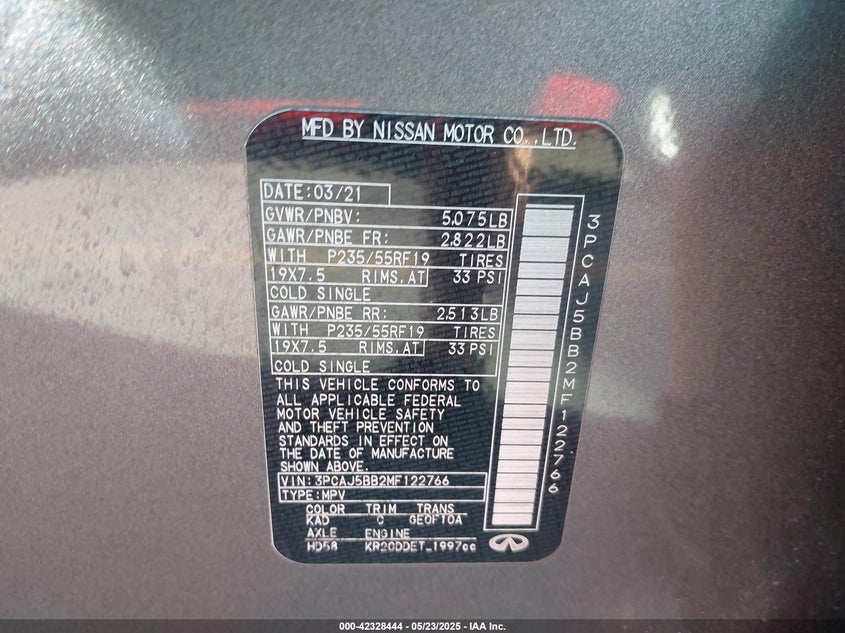 MFD BY NISSAN MOTOR CO.,LTD.
DATE:03/21
GVWR/PNBV: 5,075LB
GAWR/PNBE FR: 2,822LB
WITH P235/55RF19 TIRES
19X7.5 RIMS,AT 33 PSI
COLD SINGLE
GAWR/PNBE RR: 2,513LB
WITH P235/55RF19 TIRES
19X7.5 RIMS,AT 33 PSI
COLD SINGLE
THIS VEHICLE CONFORMS TO
ALL APPLICABLE FEDERAL
MOTOR VEHICLE SAFETY
AND THEFT PREVENTION
STANDARDS IN EFFECT ON
THE DATE OF MANUFACTURE
SHOWN ABOVE.
VIN:3PCAJ5BB2MF122766
TYPE:MPV
COLOR TRIM TRANS
KAD C GE0F10A
AXLE ENGINE
HD58 KR20DDET_1997cc
3PCAJ5BB2MF122766
000-42328444 — 05/23/2025 — IAA Inc.